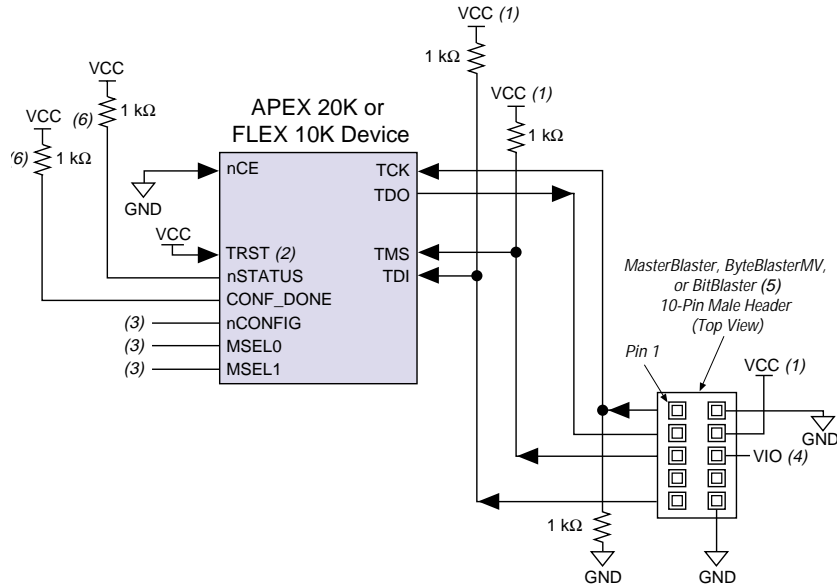 VCC (1)
1 kΩ
VCC
VCC (1)
1 kΩ
(6)
1 kΩ
VCC
(6)
1 kΩ
APEX 20K or
FLEX 10K Device
nCE
TCK
TDO
GND
VCC
TRST (2)
TMS
nSTATUS
TDI
CONF_DONE
(3)
nCONFIG
(3)
MSEL0
(3)
MSEL1
MasterBlaster, ByteBlasterMV,
or BitBlaster (5)
10-Pin Male Header
(Top View)
Pin 1
VCC (1)
GND
VIO (4)
1 kΩ
GND
GND